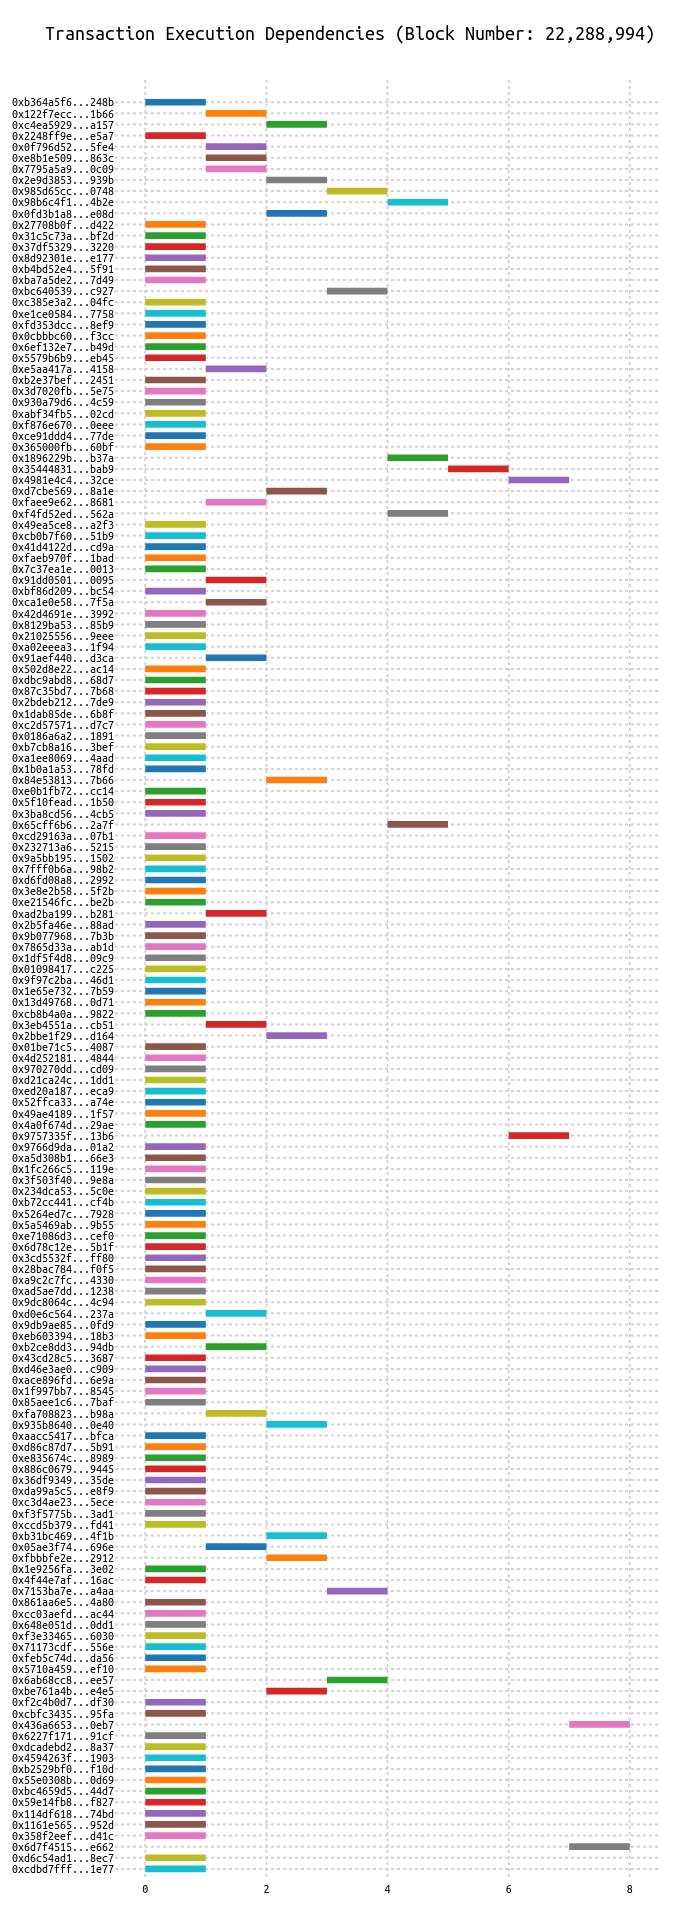 Transaction Execution Dependencies (Block Number: 22,288,994)
0xb364a5f6...248b
0x122f7ecc...1b66
0xc4ea5929...a157
0x2248ff9e...e5a7
0x0f796d52...5fe4
0xe8b1e509...863c
0x7795a5a9...0c09
0x2e9d3853...939b
0x985d65cc...0748
0x98b6c4f1...4b2e
0x0fd3b1a8...e08d
0x27708b0f...d422
0x31c5c73a...bf2d
0x37df5329...3220
0x8d92301e...e177
0xb4bd52e4...5f91
0xba7a5de2...7d49
0xbc640539...c927
0xc385e3a2...04fc
0xe1ce0584...7758
0xfd353dcc...8ef9
0x0cbbbc60...f3cc
0x6ef132e7...b49d
0x5579b6b9...eb45
0xe5aa417a...4158
0xb2e37bef...2451
0x3d7020fb...5e75
0x930a79d6...4c59
0xabf34fb5...02cd
0xf876e670...0eee
0xce91ddd4...77de
0x365000fb...60bf
0x1896229b...b37a
0x35444831...bab9
0x4981e4c4...32ce
0xd7cbe569...8a1e
0xfaee9e62...8681
0xf4fd52ed...562a
0x49ea5ce8...a2f3
0xcb0b7f60...51b9
0x41d4122d...cd9a
0xfaeb970f...1bad
0x7c37ea1e...0013
0x91dd0501...0095
0xbf86d209...bc54
0xca1e0e58...7f5a
0x42d4691e...3992
0x8129ba53...85b9
0x21025556...9eee
0xa02eeea3...1f94
0x91aef440...d3ca
0x502d8e22...ac14
0xdbc9abd8...68d7
0x87c35bd7...7b68
0x2bdeb212...7de9
0x1dab85de...6b8f
0xc2d57571...d7c7
0x0186a6a2...1891
0xb7cb8a16...3bef
0xa1ee8069...4aad
0x1b0a1a53...78fd
0x84e53813...7b66
0xe0b1fb72...cc14
0x5f10fead...1b50
0x3ba8cd56...4cb5
0x65cff6b6...2a7f
0xcd29163a...07b1
0x232713a6...5215
0x9a5bb195...1502
0x7fff0b6a...98b2
0xd6fd08a8...2992
0x3e8e2b58...5f2b
0xe21546fc...be2b
0xad2ba199...b281
0x2b5fa46e...88ad
0x9b077968...7b3b
0x7865d33a...ab1d
0x1df5f4d8...09c9
0x01098417...c225
0x9f97c2ba...46d1
0x1e65e732...7b59
0x13d49768...0d71
0xcb8b4a0a...9822
0x3eb4551a...cb51
0x2bbe1f29...d164
0x01be71c5...4087
0x4d252181...4844
0x970270dd...cd09
0xd21ca24c...1dd1
0xed20a187...eca9
0x52ffca33...a74e
0x49ae4189...1f57
0x4a0f674d...29ae
0x9757335f...13b6
0x9766d9da...01a2
0xa5d308b1...66e3
0x1fc266c5...119e
0x3f503f40...9e8a
0x234dca53...5c0e
0xb72cc441...cf4b
0x5264ed7c...7928
0x5a5469ab...9b55
0xe71086d3...cef0
0x6d78c12e...5b1f
0x3cd5532f...ff80
0x28bac784...f0f5
0xa9c2c7fc...4330
0xad5ae7dd...1238
0x9dc8064c...4c94
0xd0e6c564...237a
0x9db9ae85...0fd9
0xeb603394...18b3
0xb2ce8dd3...94db
0x43cd28c5...3687
0xd46e3ae0...c909
0xace896fd...6e9a
0x1f997bb7...8545
0x85aee1c6...7baf
0xfa708823...b98a
0x935b8640...0e40
0xaacc5417...bfca
0xd86c87d7...5b91
0xe835674c...8989
0x886c0679...9445
0x36df9349...35de
0xda99a5c5...e8f9
0xc3d4ae23...5ece
0xf3f5775b...3ad1
0xccd5b379...fd41
0xb31bc469...4f1b
0x05ae3f74...696e
0xfbbbfe2e...2912
0x1e9256fa...3e02
0x4f44e7af...16ac
0x7153ba7e...a4aa
0x861aa6e5...4a80
0xcc03aefd...ac44
0x648e051d...0dd1
0xf3e33465...6030
0x71173cdf...556e
0xfeb5c74d...da56
0x5710a459...ef10
0x6ab68cc8...ee57
0xbe761a4b...e4e5
0xf2c4b0d7...df30
0xcbfc3435...95fa
0x436a6653...0eb7
0x6227f171...91cf
0xdcadebd2...8a37
0x4594263f...1903
0xb2529bf0...f10d
0x55e0308b...0d69
0xbc4659d5...44d7
0x59e14fb8...f827
0x114df618...74bd
0x1161e565...952d
0x358f2eef...d41c
0x6d7f4515...e662
0xd6c54ad1...8ec7
0xcdbd7fff...1e77
0 2 4 6 8